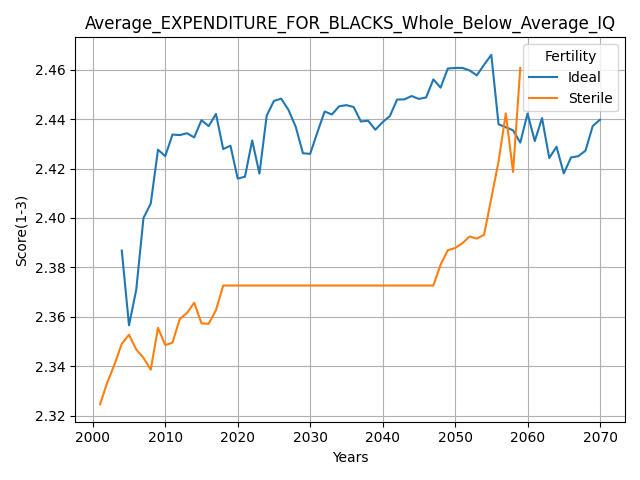 Average_EXPENDITURE_FOR_BLACKS_Whole_Below_Average_IQ
Fertility
Ideal
Sterile
Score(1-3)
2.46
2.44
2.42
2.40
2.38
2.36
2.34
2.32
2000 2010 2020 2030 2040 2050 2060 2070
Years